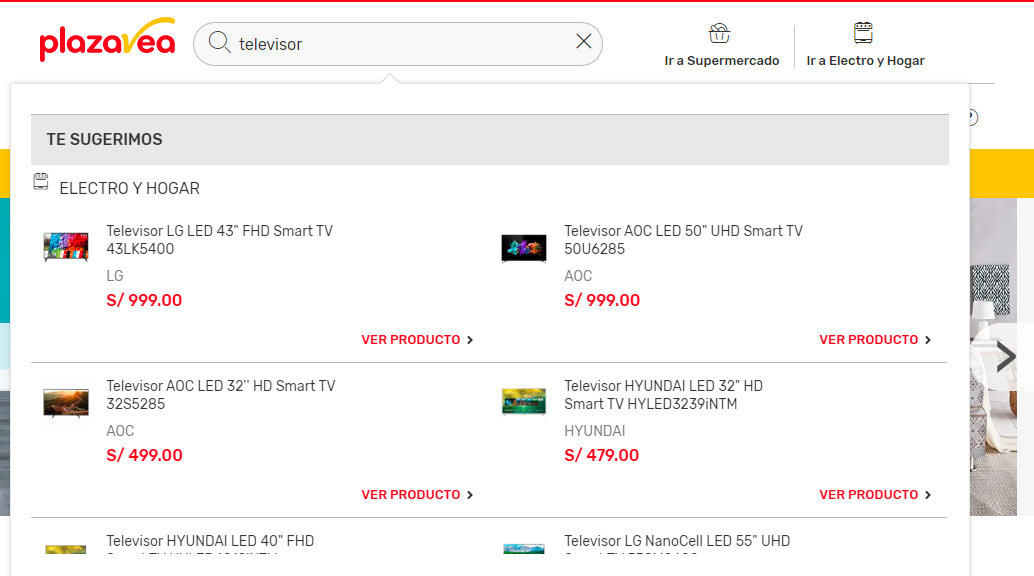 plazavea
televisor
Ir a Supermercado
Ir a Electro y Hogar
?
TE SUGERIMOS
ELECTRO Y HOGAR
Televisor LG LED 43" FHD Smart TV
43LK5400
LG
S/ 999.00
VER PRODUCTO
Televisor AOC LED 50" UHD Smart TV
50U6285
AOC
S/ 999.00
VER PRODUCTO
Televisor AOC LED 32'' HD Smart TV
32S5285
AOC
S/ 499.00
VER PRODUCTO
Televisor HYUNDAI LED 32" HD
Smart TV HYLED3239iNTM
HYUNDAI
S/ 479.00
VER PRODUCTO
Televisor HYUNDAI LED 40" FHD
Televisor LG NanoCell LED 55" UHD